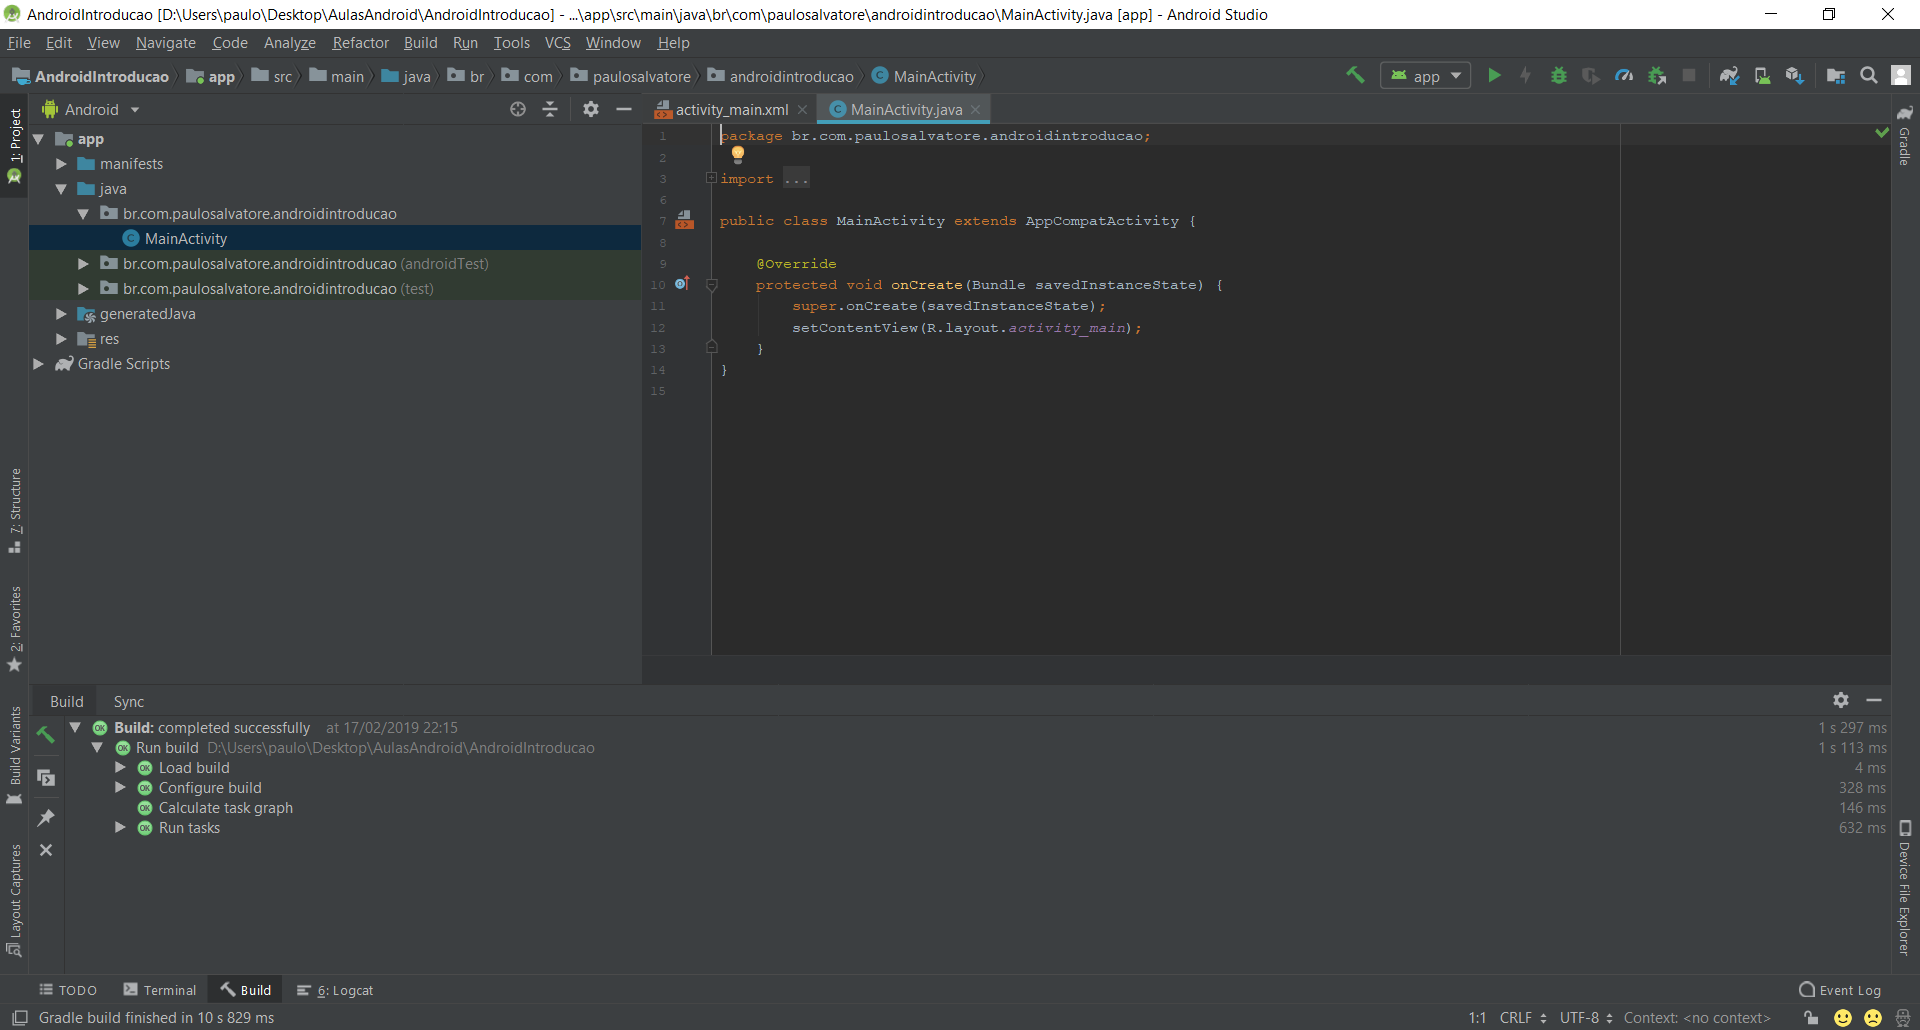 AndroidIntroducao [D:\Users\paulo\Desktop\AulasAndroid\AndroidIntroducao] - ...\app\src\main\java\br\com\paulosalvatore\androidintroducao\MainActivity.java [app] - Android Studio
File Edit View Navigate Code Analyze Refactor Build Run Tools VCS Window Help
AndroidIntroducao app src main java br com paulosalvatore androidintroducao MainActivity app
1: Project
7: Structure
2: Favorites
Build Variants
Layout Captures
Android
app
manifests
java
br.com.paulosalvatore.androidintroducao
MainActivity
br.com.paulosalvatore.androidintroducao (androidTest)
br.com.paulosalvatore.androidintroducao (test)
generatedJava
res
Gradle Scripts
activity_main.xml MainActivity.java
1 package br.com.paulosalvatore.androidintroducao;
2
3 import ...
6
7 public class MainActivity extends AppCompatActivity {
8
9 @Override
10 protected void onCreate(Bundle savedInstanceState) {
11 super.onCreate(savedInstanceState);
12 setContentView(R.layout.activity_main);
13 }
14 }
15
Gradle
Device File Explorer
Build Sync
Build: completed successfully at 17/02/2019 22:15 1 s 297 ms
Run build D:\Users\paulo\Desktop\AulasAndroid\AndroidIntroducao 1 s 113 ms
Load build 4 ms
Configure build 328 ms
Calculate task graph 146 ms
Run tasks 632 ms
TODO Terminal Build 6: Logcat Event Log
Gradle build finished in 10 s 829 ms 1:1 CRLF UTF-8 Context: <no context>